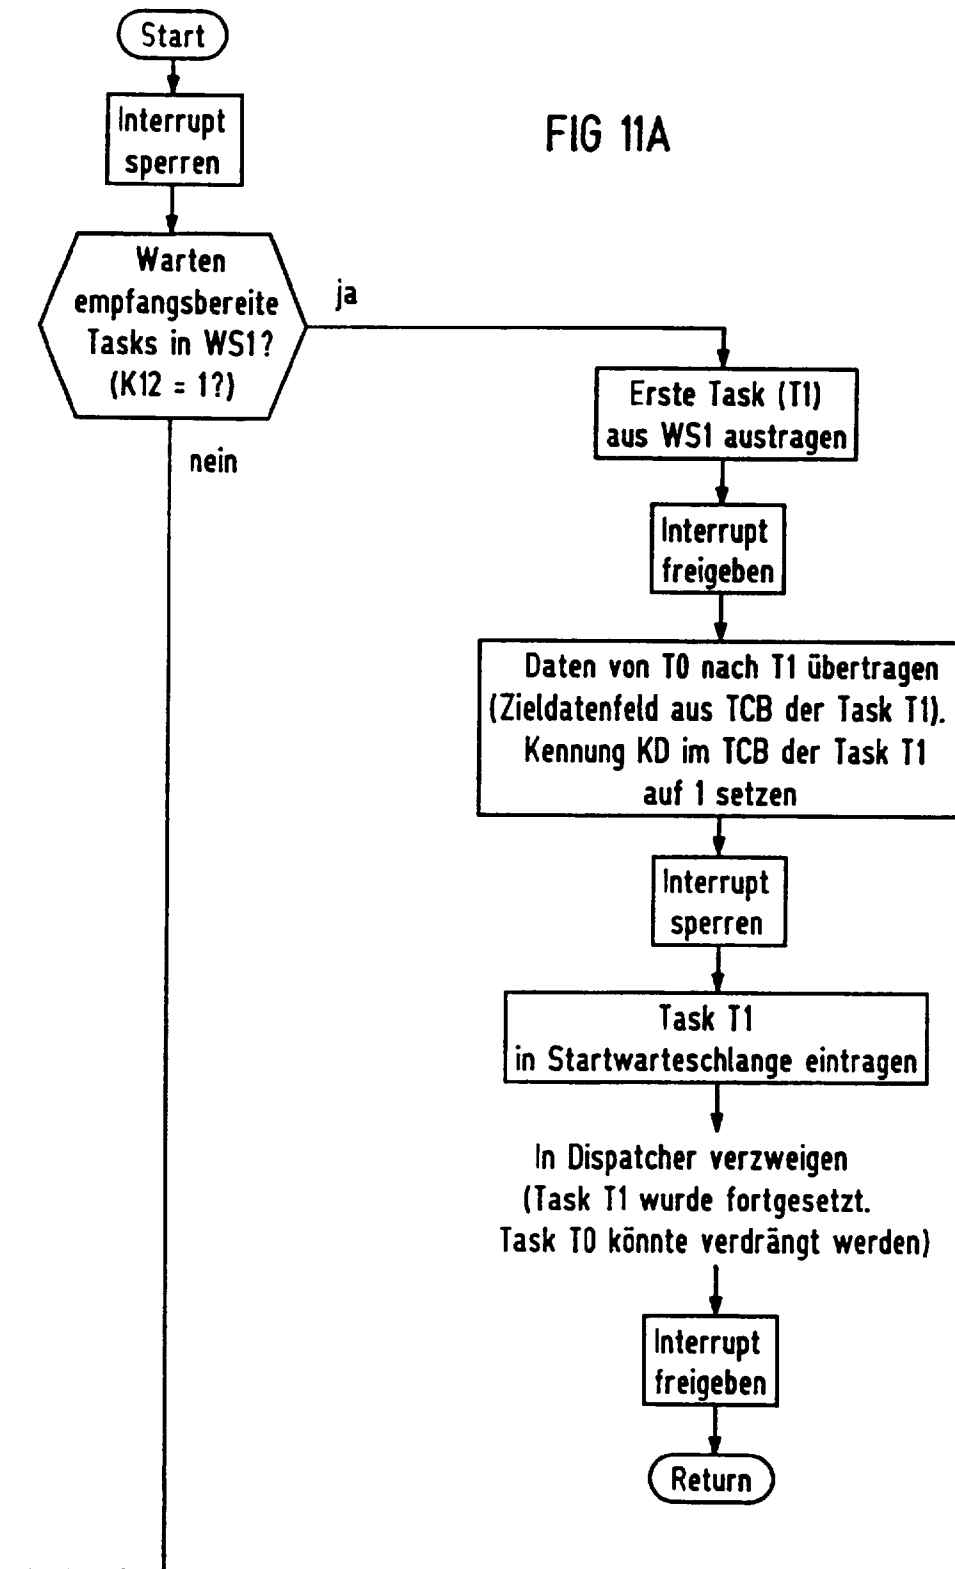 Start
Interrupt
sperren
FIG 11A
Warten
empfangsbereite
Tasks in WS1?
(K12 = 1?)
ja
nein
Erste Task (T1)
aus WS1 austragen
Interrupt
freigeben
Daten von T0 nach T1 übertragen
(Zieldatenfeld aus TCB der Task T1).
Kennung KD im TCB der Task T1
auf 1 setzen
Interrupt
sperren
Task T1
in Startwarteschlange eintragen
In Dispatcher verzweigen
(Task T1 wurde fortgesetzt.
Task T0 könnte verdrängt werden)
Interrupt
freigeben
Return